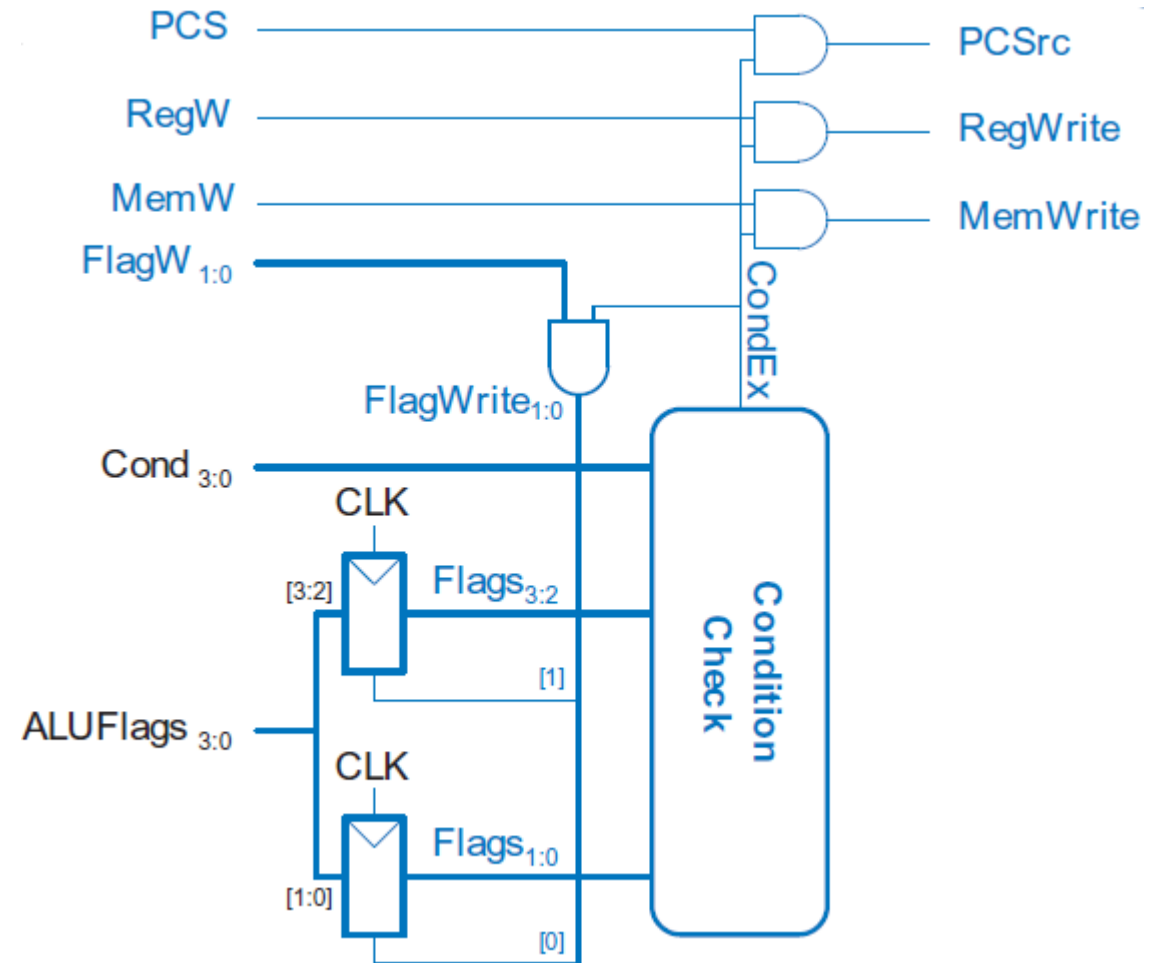 PCS
PCSrc
RegW
RegWrite
MemW
MemWrite
FlagW 1:0
CondEx
FlagWrite1:0
Cond 3:0
CLK
[3:2]
Flags3:2
Condition
Check
[1]
ALUFlags 3:0
CLK
Flags1:0
[1:0]
[0]